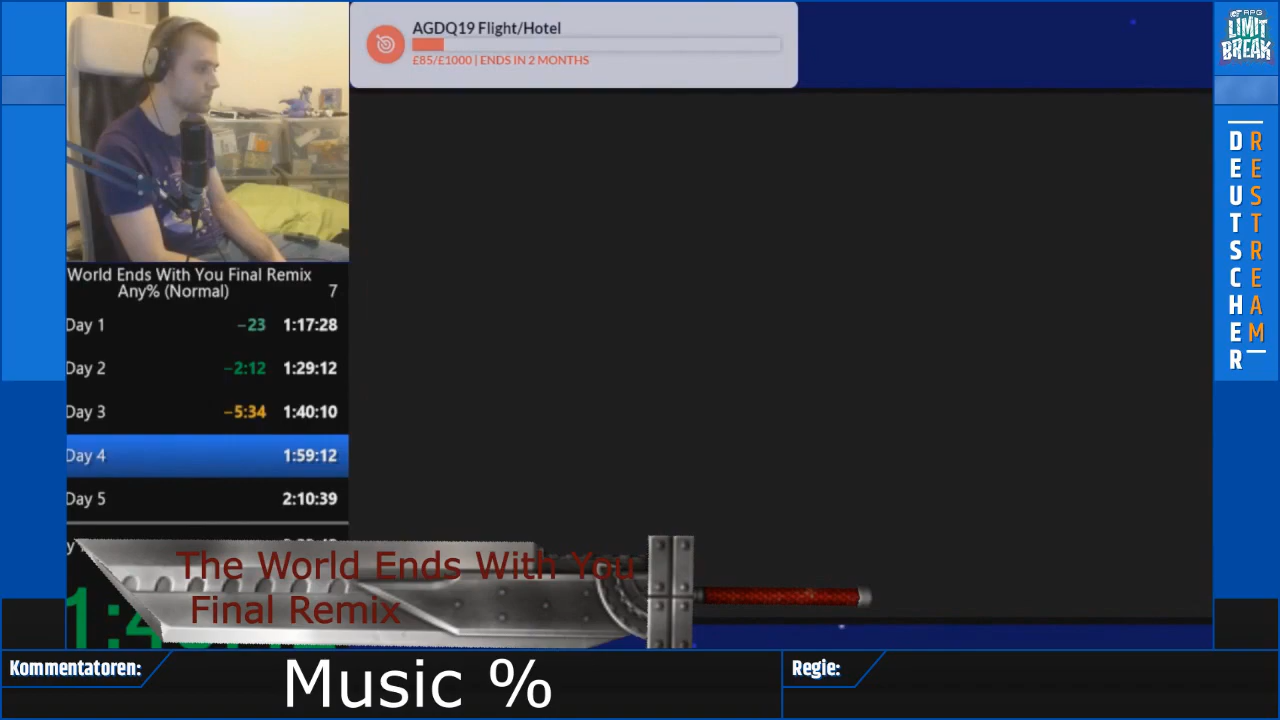 AGDQ19 Flight/Hotel
£85/£1000 | ENDS IN 2 MONTHS
RPG
LIMIT
BREAK
DEUTSCHER
RESTREAM
World Ends With You Final Remix
Any% (Normal) 7
Day 1 −23 1:17:28
Day 2 −2:12 1:29:12
Day 3 −5:34 1:40:10
Day 4 1:59:12
Day 5 2:10:39
The World Ends With You
Final Remix
Kommentatoren:
Music %
Regie: